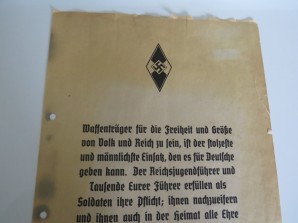 Waffenträger für die Freiheit und Größe
von Volk und Reich zu sein, ist der stolzeste
und männlichste Einsatz, den es für Deutsche
geben kann. Der Reichsjugendführer und
Tausende Eurer Führer erfüllen als
Soldaten ihre Pflicht; ihnen nachzueifern
und ihnen auch in der Heimat alle Ehre